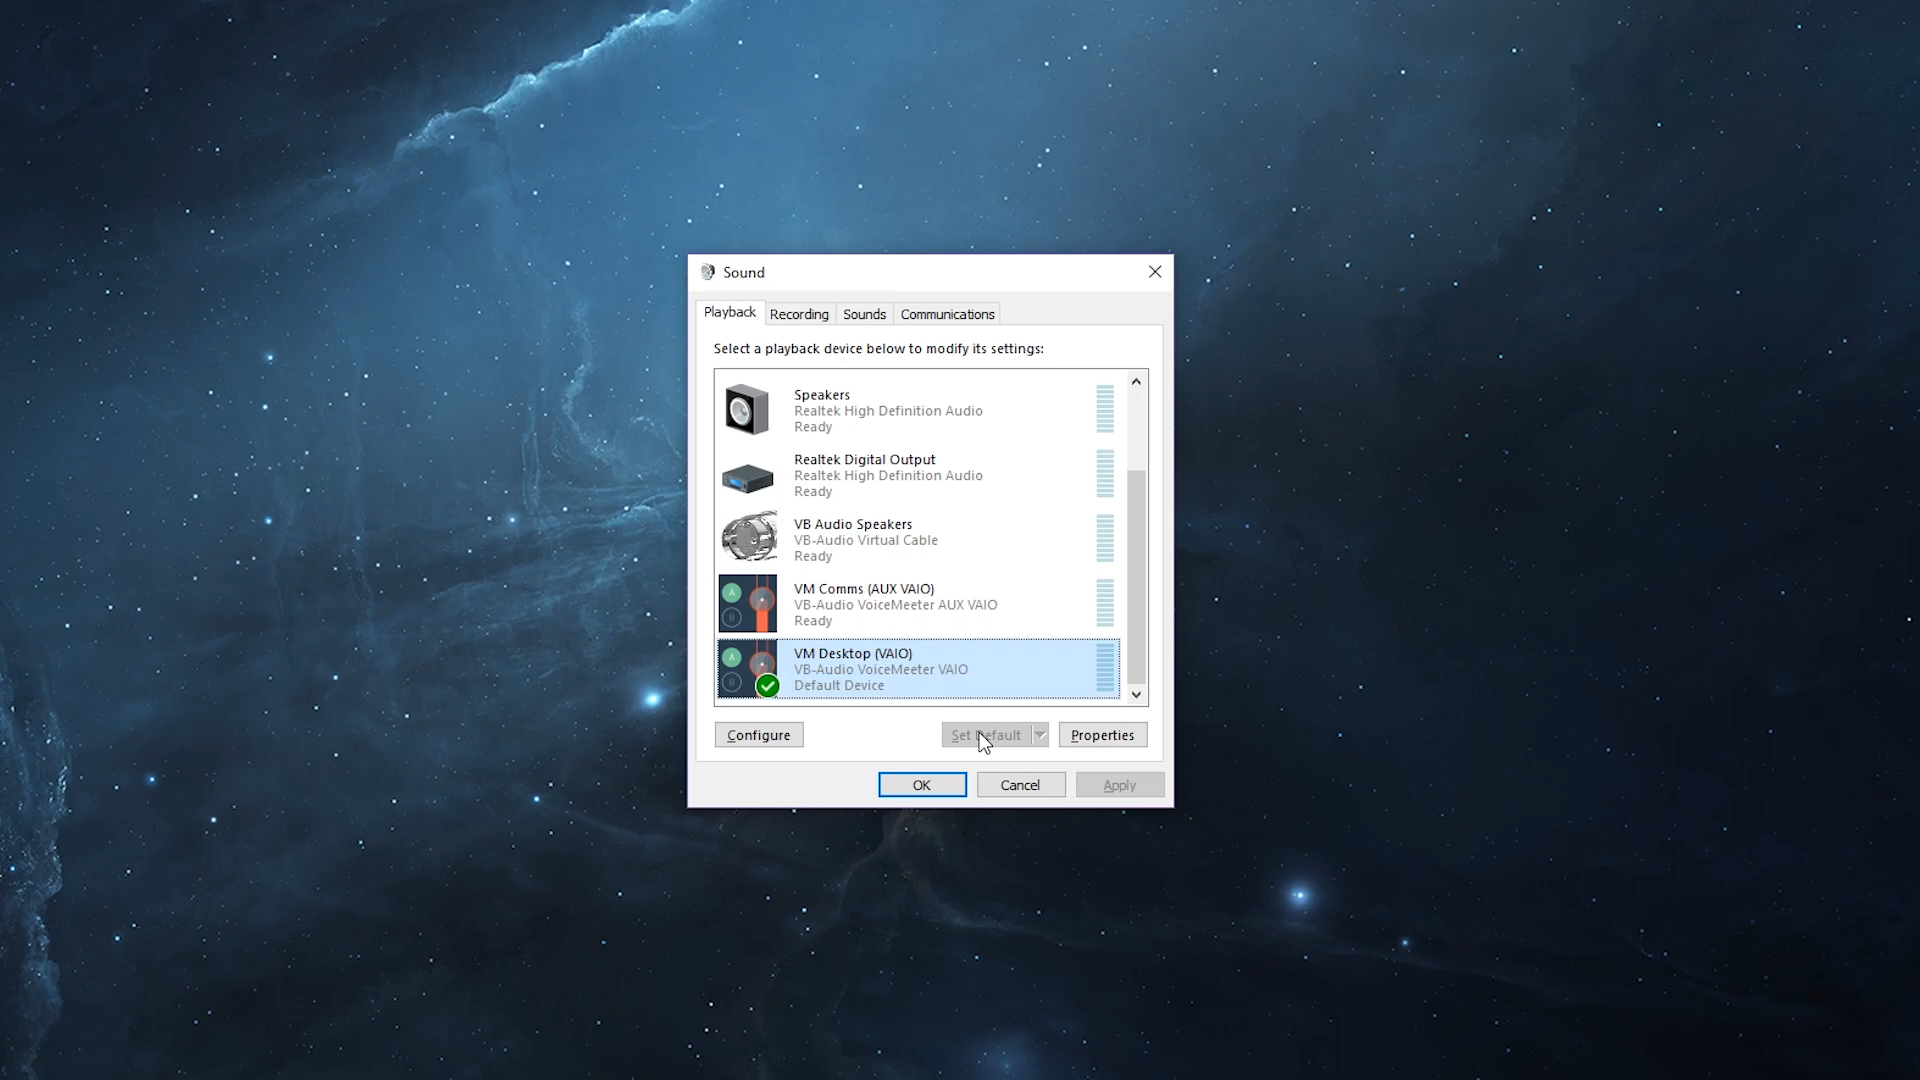 Sound
Playback
Recording
Sounds
Communications
Select a playback device below to modify its settings:
Speakers
Realtek High Definition Audio
Ready
Realtek Digital Output
Realtek High Definition Audio
Ready
VB Audio Speakers
VB-Audio Virtual Cable
Ready
A
B
VM Comms (AUX VAIO)
VB-Audio VoiceMeeter AUX VAIO
Ready
A
B
VM Desktop (VAIO)
VB-Audio VoiceMeeter VAIO
Default Device
Configure
Set Default
Properties
OK
Cancel
Apply